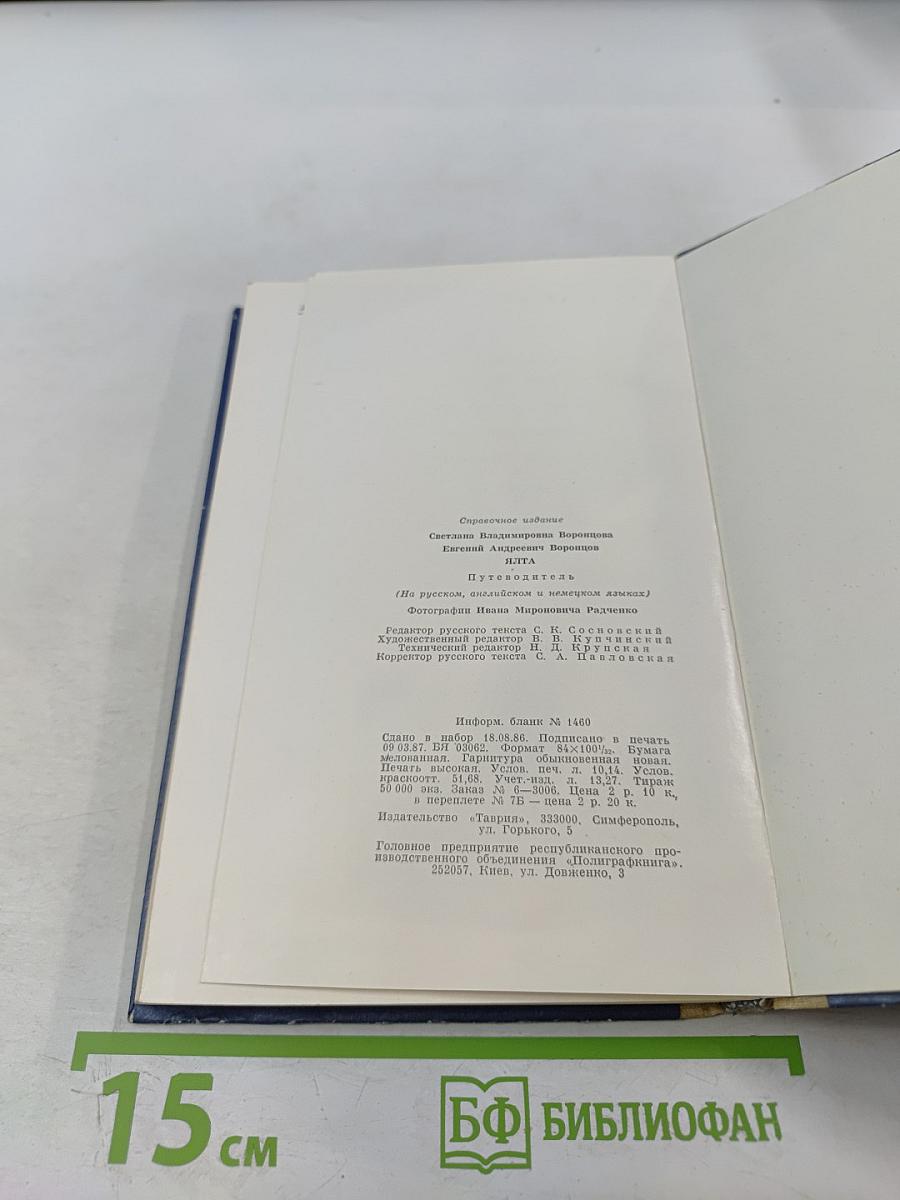 Справочное издание
Светлана Владимировна Воронцова
Евгений Андреевич Воронцов
ЯЛТА
Путеводитель
(На русском, английском и немецком языках)
Фотографии Ивана Мироновича Радченко
Редактор русского текста С. К. Сосновский
Художественный редактор В. В. Купчинский
Технический редактор Н. Д. Крупская
Корректор русского текста С. А. Павловская
Информ. бланк № 1460
Сдано в набор 18.08.86. Подписано в печать
09 03.87. БЯ 03062. Формат 84×100¹/₃₂. Бумага
мелованная. Гарнитура обыкновенная новая.
Печать высокая. Услов. печ. л. 10,14. Услов.
краскоотт. 51,68. Учет.-изд. л. 13,27. Тираж
50 000 экз. Заказ № 6—3006. Цена 2 р. 10 к.,
в переплете № 7Б — цена 2 р. 20 к.
Издательство «Таврия», 333000, Симферополь,
ул. Горького, 5
Головное предприятие республиканского про-
изводственного объединения «Полиграфкнига».
252057, Киев, ул. Довженко, 3
15 см
БФ БИБЛИОФАН